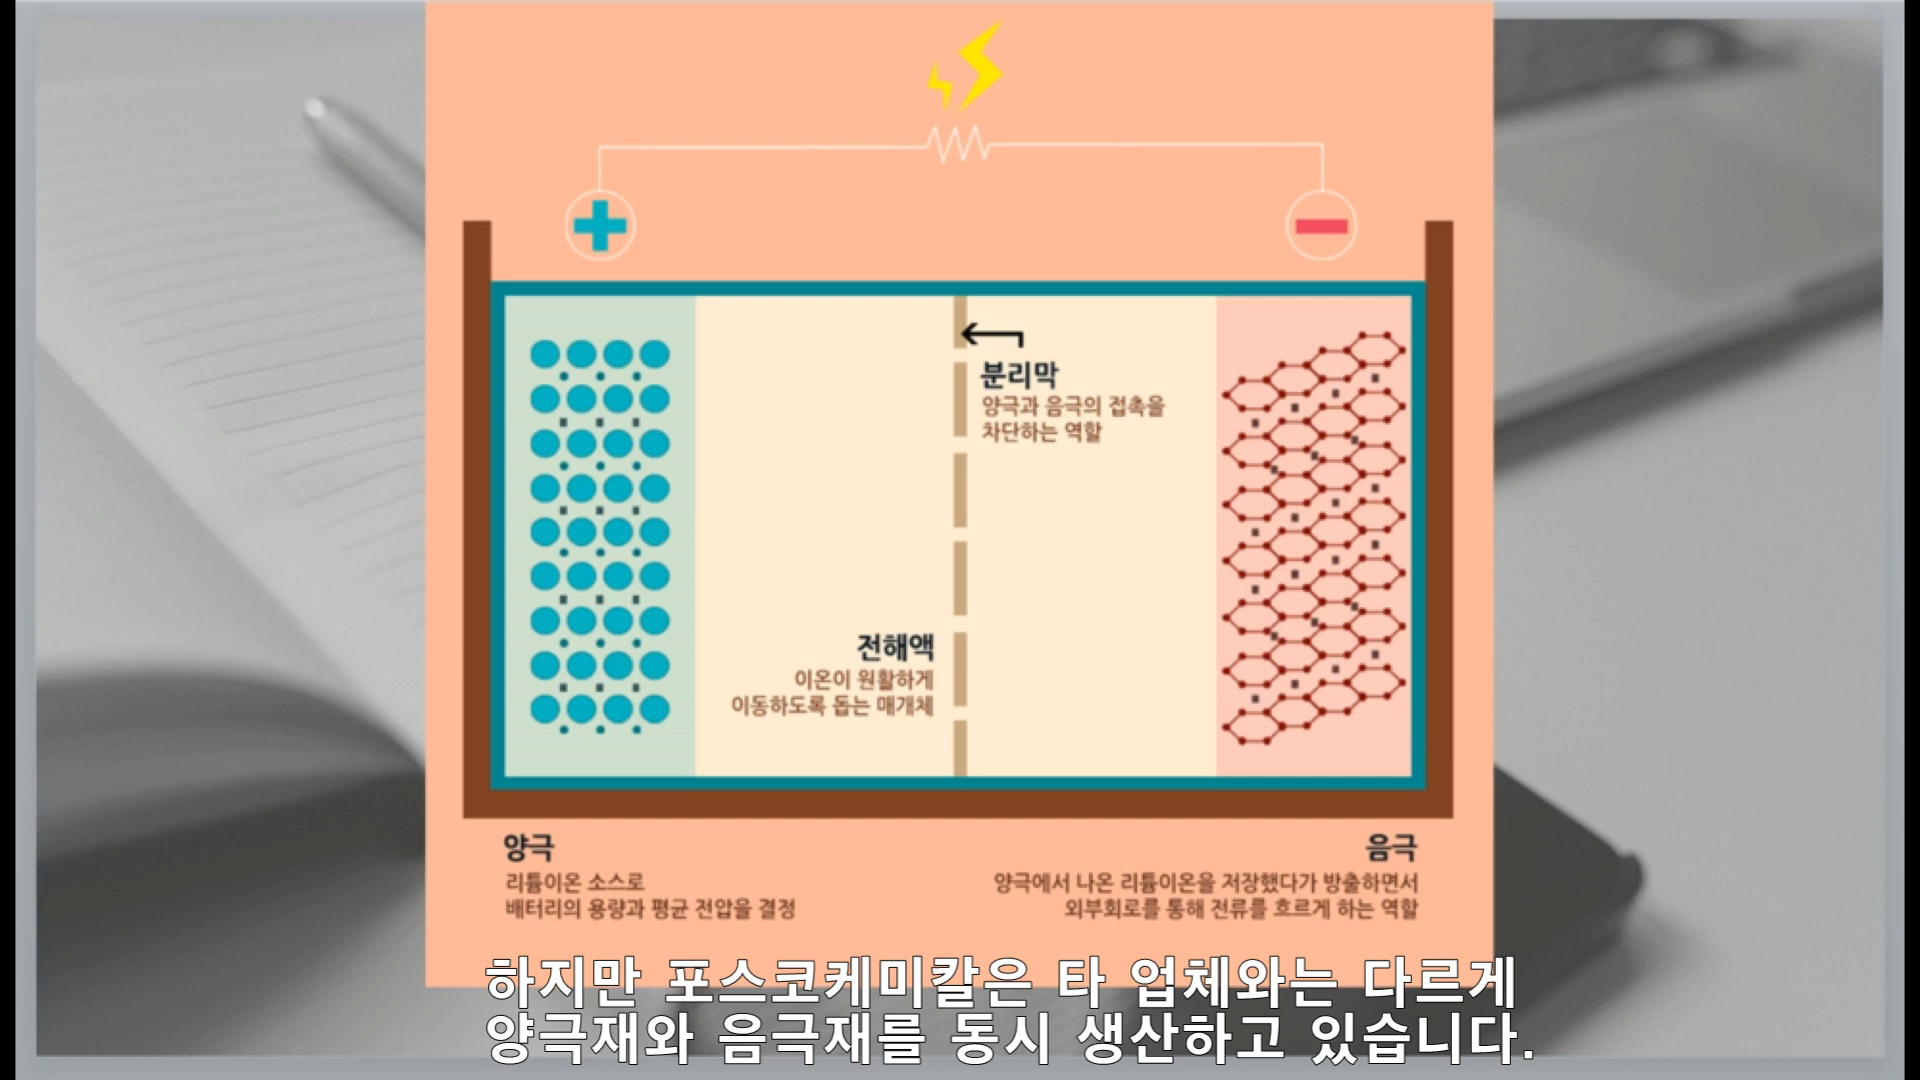 분리막
양극과 음극의 접촉을
차단하는 역할
전해액
이온이 원활하게
이동하도록 돕는 매개체
양극
리튬이온 소스로
배터리의 용량과 평균 전압을 결정
음극
양극에서 나온 리튬이온을 저장했다가 방출하면서
외부회로를 통해 전류를 흐르게 하는 역할
하지만 포스코케미칼은 타 업체와는 다르게
양극재와 음극재를 동시 생산하고 있습니다.